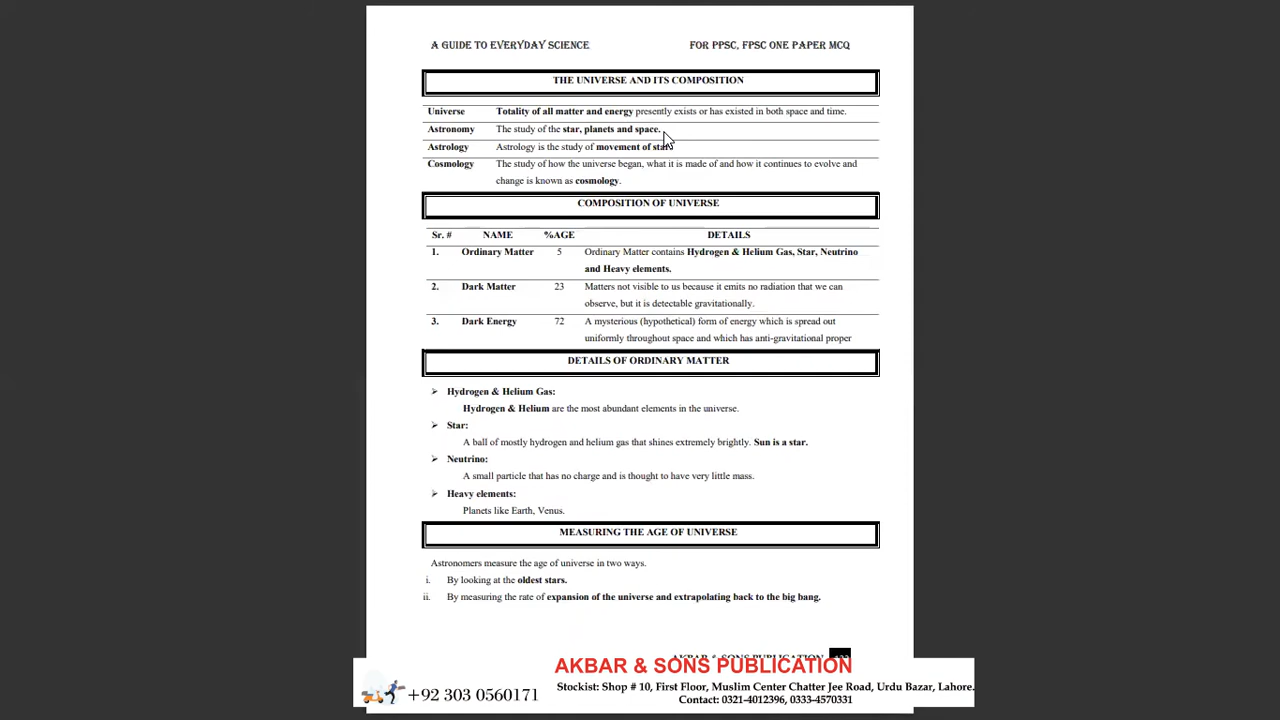 A GUIDE TO EVERYDAY SCIENCE FOR PPSC, FPSC ONE PAPER MCQ
THE UNIVERSE AND ITS COMPOSITION
Universe Totality of all matter and energy presently exists or has existed in both space and time.
Astronomy The study of the star, planets and space.
Astrology Astrology is the study of movement of star
Cosmology The study of how the universe began, what it is made of and how it continues to evolve and
change is known as cosmology.
COMPOSITION OF UNIVERSE
Sr. # NAME %AGE DETAILS
1. Ordinary Matter 5 Ordinary Matter contains Hydrogen & Helium Gas, Star, Neutrino
and Heavy elements.
2. Dark Matter 23 Matters not visible to us because it emits no radiation that we can
observe, but it is detectable gravitationally.
3. Dark Energy 72 A mysterious (hypothetical) form of energy which is spread out
uniformly throughout space and which has anti-gravitational proper
DETAILS OF ORDINARY MATTER
➢ Hydrogen & Helium Gas:
Hydrogen & Helium are the most abundant elements in the universe.
➢ Star:
A ball of mostly hydrogen and helium gas that shines extremely brightly. Sun is a star.
➢ Neutrino:
A small particle that has no charge and is thought to have very little mass.
➢ Heavy elements:
Planets like Earth, Venus.
MEASURING THE AGE OF UNIVERSE
Astronomers measure the age of universe in two ways.
i. By looking at the oldest stars.
ii. By measuring the rate of expansion of the universe and extrapolating back to the big bang.
AKBAR & SONS PUBLICATION
AKBAR & SONS PUBLICATION
+92 303 0560171
Stockist: Shop # 10, First Floor, Muslim Center Chatter Jee Road, Urdu Bazar, Lahore.
Contact: 0321-4012396, 0333-4570331